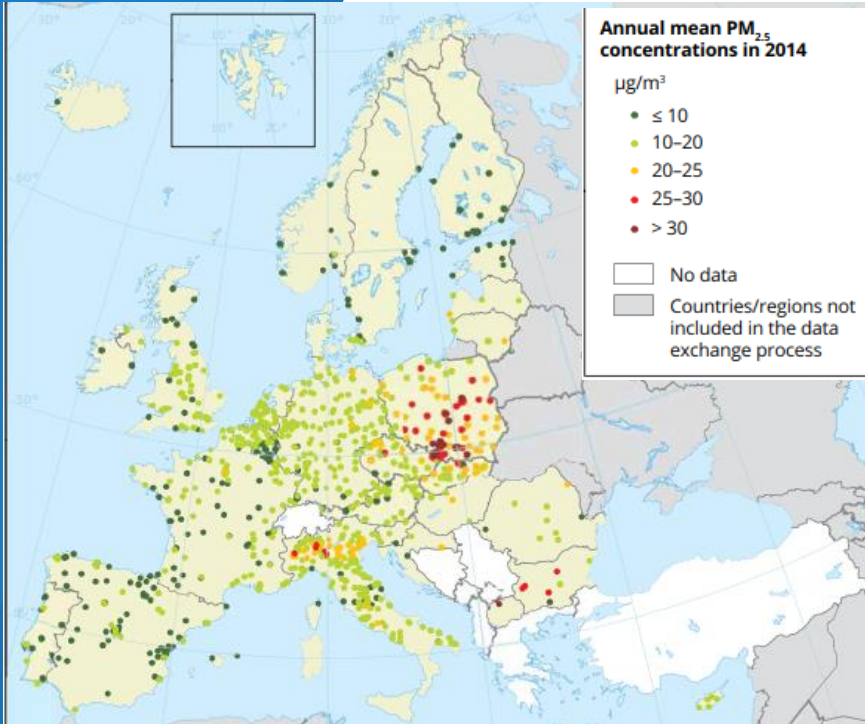 Annual mean PM2.5
concentrations in 2014
µg/m³
≤ 10
10–20
20–25
25–30
> 30
No data
Countries/regions not
included in the data
exchange process